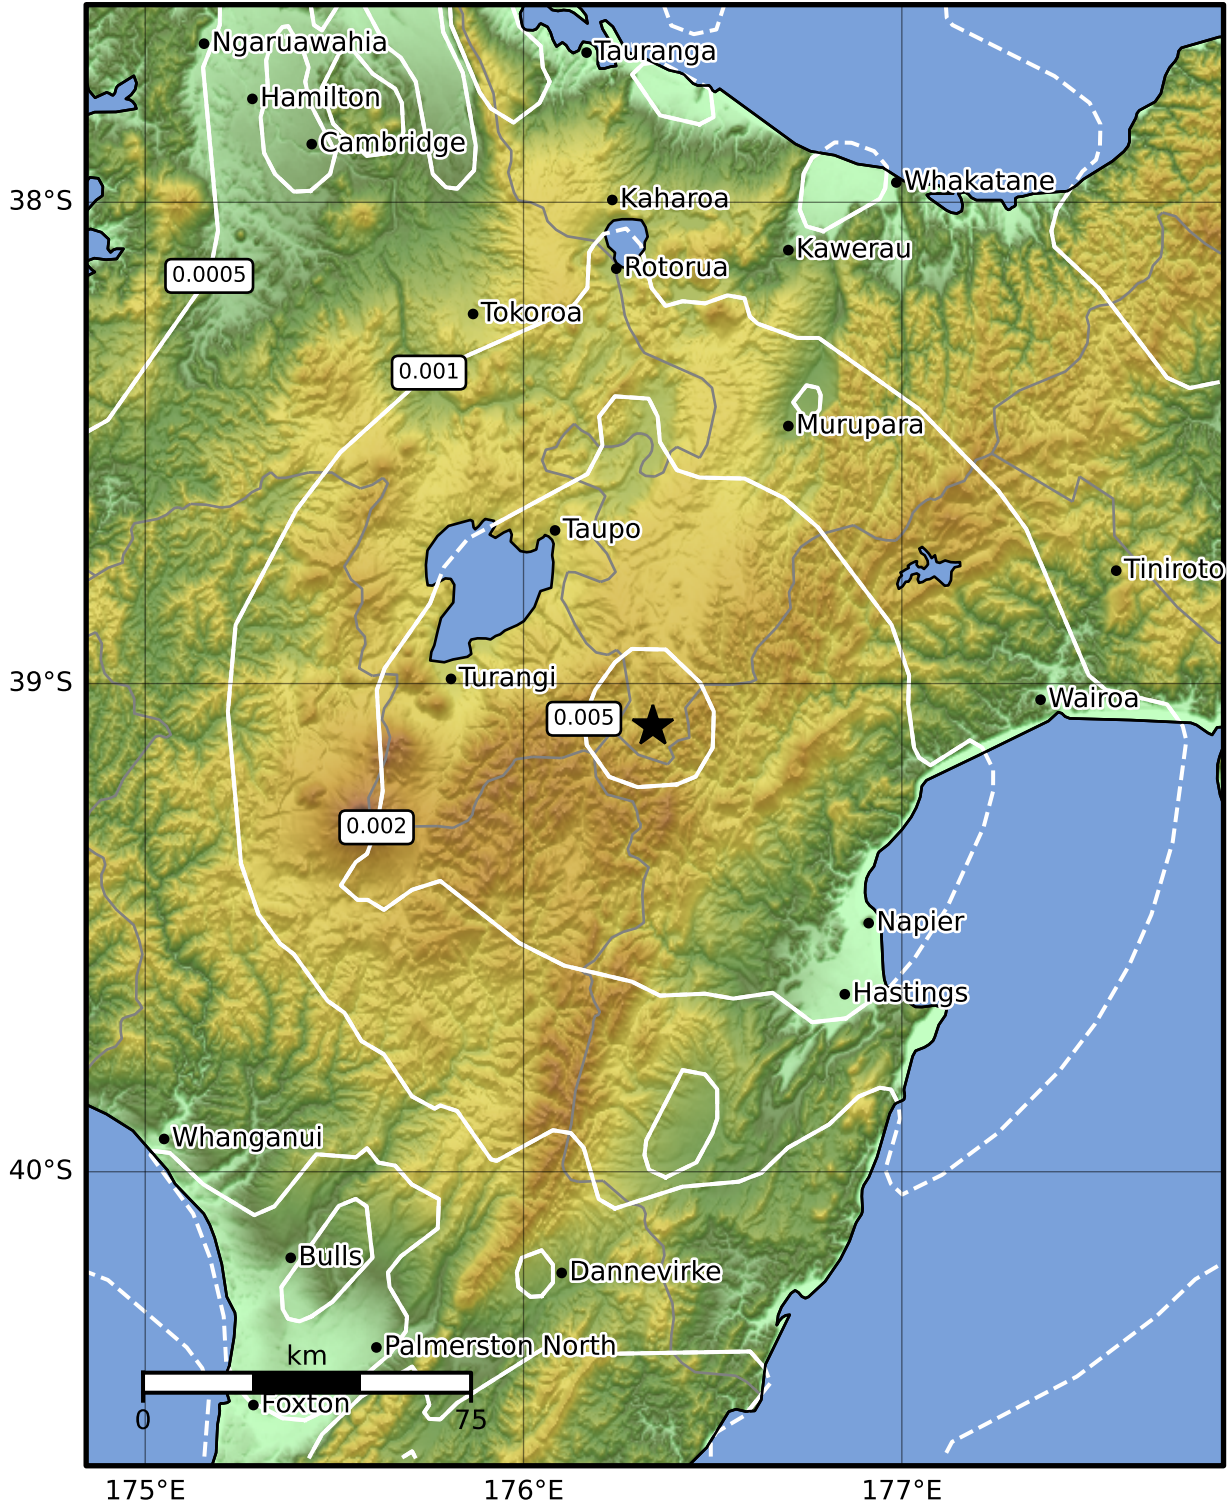 Ngaruawahia
Tauranga
Hamilton
Cambridge
Whakatane
38°S
Kaharoa
Kawerau
Rotorua
0.0005
Tokoroa
0.001
Murupara
Taupo
Tiniroto
Turangi
39°S
Wairoa
0.005
0.002
Napier
Hastings
Whanganui
40°S
Bulls
Dannevirke
Palmerston North
km
Foxton
0
75
175°E
176°E
177°E